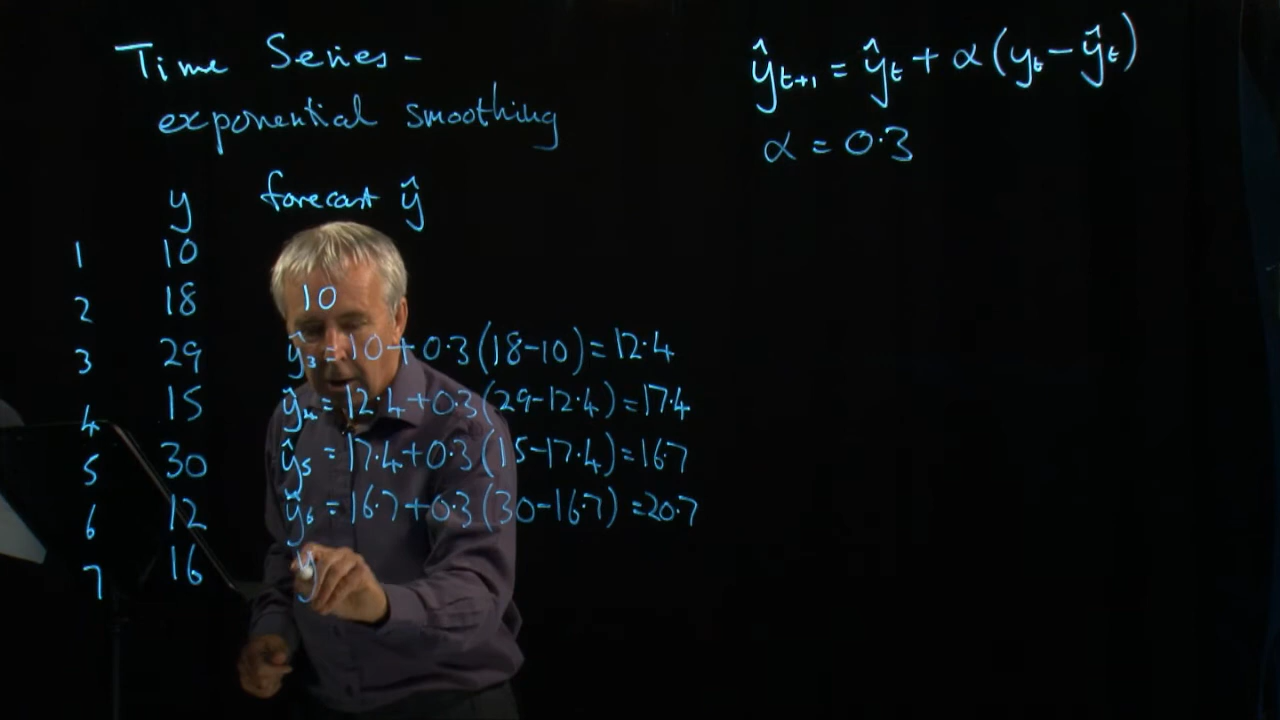 Time Series -
exponential smoothing
ŷₜ₊₁ = ŷₜ + α (yₜ - ŷₜ)
α = 0.3
y forecast ŷ
1 10
2 18 10
3 29 ŷ₃ = 10 + 0.3 (18-10) = 12.4
4 15 ŷ₄ = 12.4 + 0.3 (29-12.4) = 17.4
5 30 ŷ₅ = 17.4 + 0.3 (15-17.4) = 16.7
6 12 ŷ₆ = 16.7 + 0.3 (30-16.7) = 20.7
7 16 y